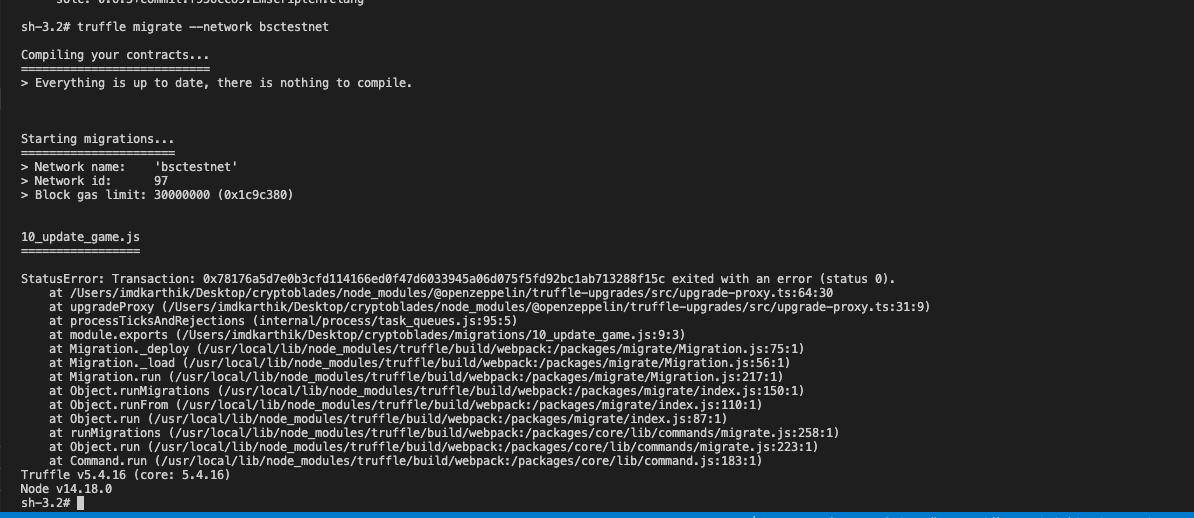 sh-3.2# truffle migrate --network bsctestnet
Compiling your contracts...
===========================
> Everything is up to date, there is nothing to compile.
Starting migrations...
======================
> Network name:    'bsctestnet'
> Network id:      97
> Block gas limit: 30000000 (0x1c9c380)
10_update_game.js
=================
StatusError: Transaction: 0x78176a5d7e0b3cfd114166ed0f47d6033945a06d075f5fd92bc1ab713288f15c exited with an error (status 0).
    at /Users/imdkarthik/Desktop/cryptoblades/node_modules/@openzeppelin/truffle-upgrades/src/upgrade-proxy.ts:64:30
    at upgradeProxy (/Users/imdkarthik/Desktop/cryptoblades/node_modules/@openzeppelin/truffle-upgrades/src/upgrade-proxy.ts:31:9)
    at processTicksAndRejections (internal/process/task_queues.js:95:5)
    at module.exports (/Users/imdkarthik/Desktop/cryptoblades/migrations/10_update_game.js:9:3)
    at Migration._deploy (/usr/local/lib/node_modules/truffle/build/webpack:/packages/migrate/Migration.js:75:1)
    at Migration._load (/usr/local/lib/node_modules/truffle/build/webpack:/packages/migrate/Migration.js:56:1)
    at Migration.run (/usr/local/lib/node_modules/truffle/build/webpack:/packages/migrate/Migration.js:217:1)
    at Object.runMigrations (/usr/local/lib/node_modules/truffle/build/webpack:/packages/migrate/index.js:150:1)
    at Object.runFrom (/usr/local/lib/node_modules/truffle/build/webpack:/packages/migrate/index.js:110:1)
    at Object.run (/usr/local/lib/node_modules/truffle/build/webpack:/packages/migrate/index.js:87:1)
    at runMigrations (/usr/local/lib/node_modules/truffle/build/webpack:/packages/core/lib/commands/migrate.js:258:1)
    at Object.run (/usr/local/lib/node_modules/truffle/build/webpack:/packages/core/lib/commands/migrate.js:223:1)
    at Command.run (/usr/local/lib/node_modules/truffle/build/webpack:/packages/core/lib/command.js:183:1)
Truffle v5.4.16 (core: 5.4.16)
Node v14.18.0
sh-3.2#